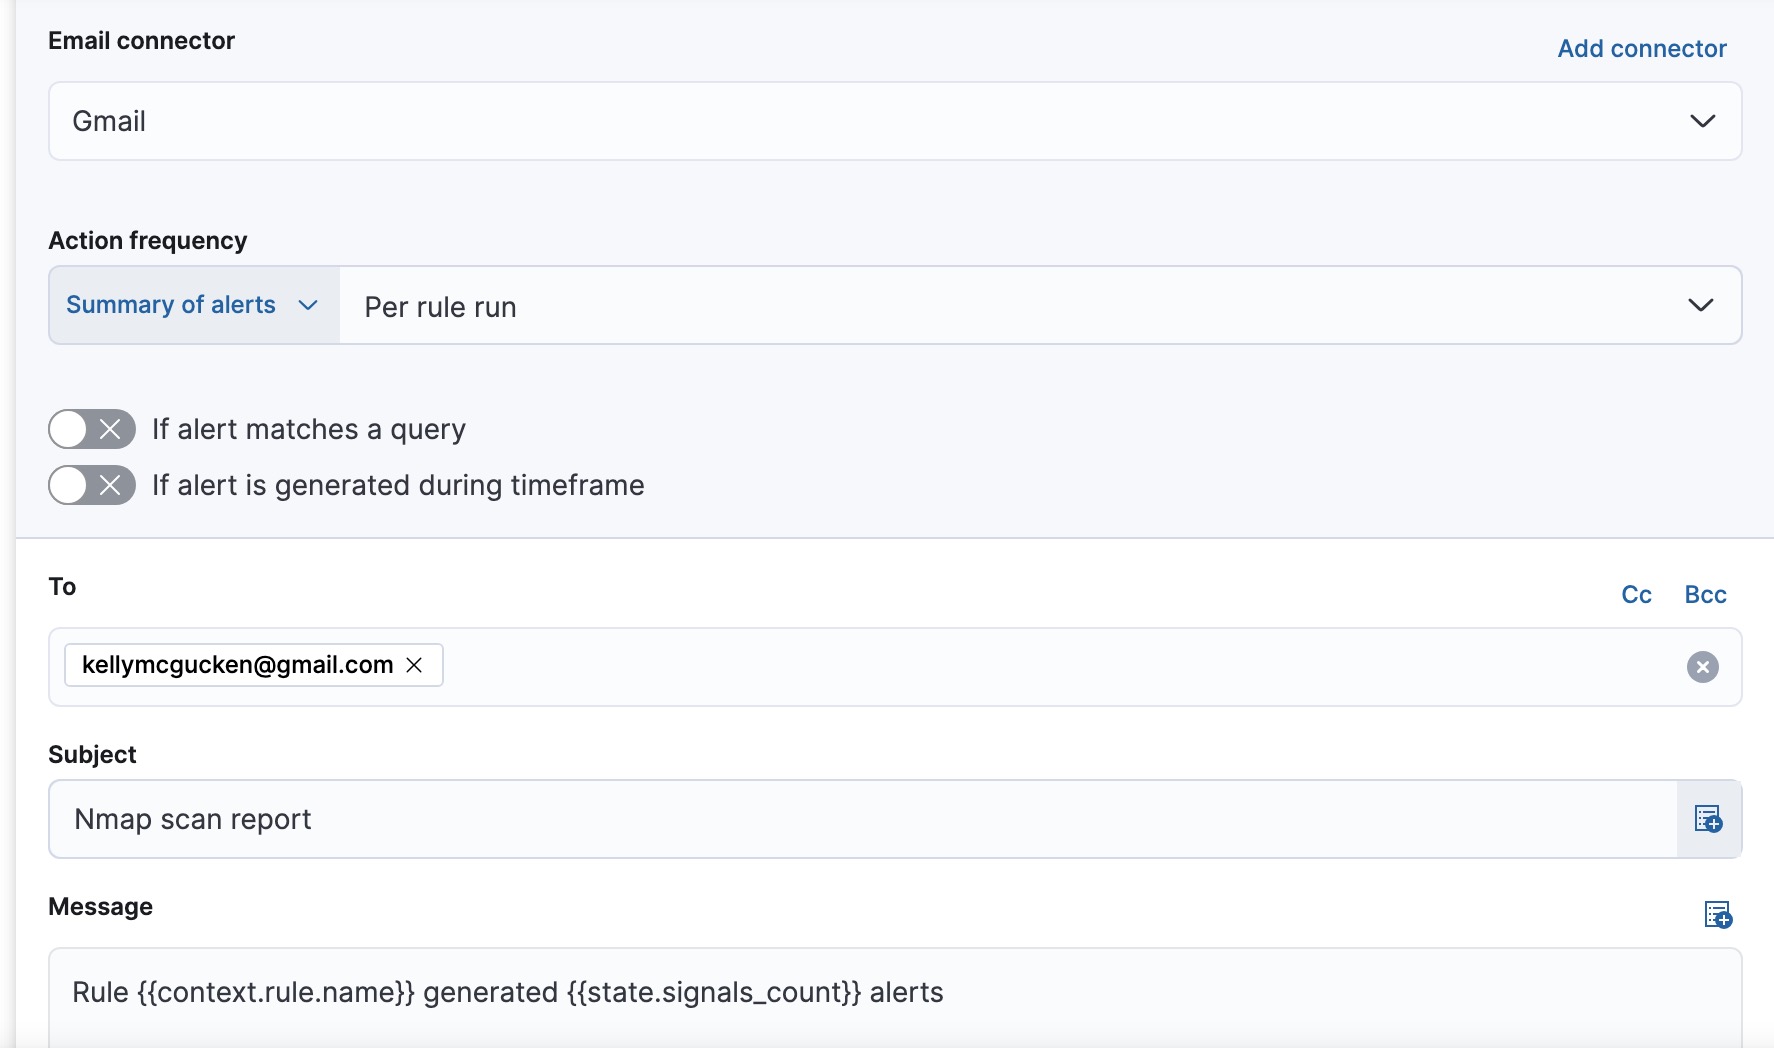 Email connector
Add connector
Gmail
Action frequency
Summary of alerts
Per rule run
If alert matches a query
If alert is generated during timeframe
To
Cc Bcc
kellymcgucken@gmail.com
Subject
Nmap scan report
Message
Rule {{context.rule.name}} generated {{state.signals_count}} alerts